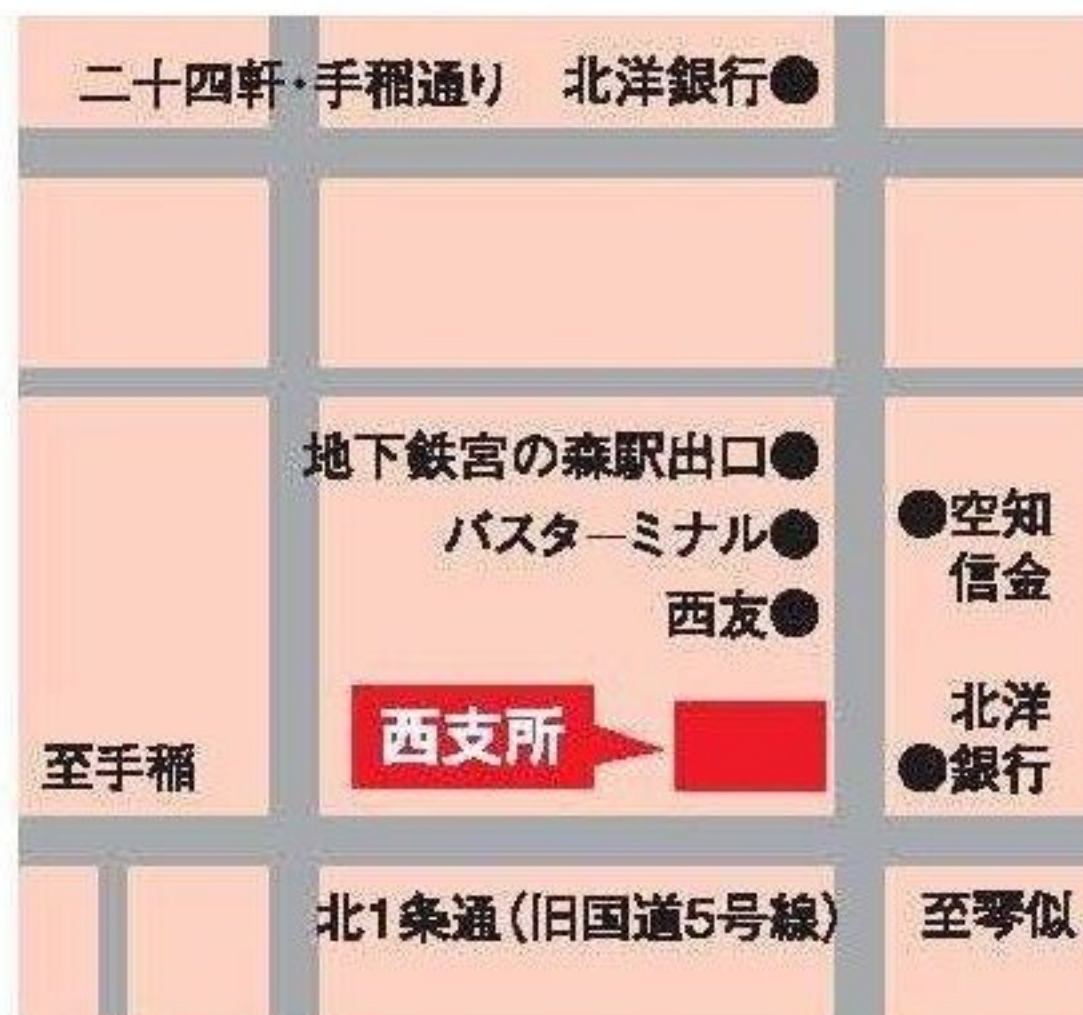 二十四軒・手稲通り 北洋銀行●
地下鉄宮の森駅出口●
バスターミナル●
西友●
●空知
信金
西支所
北洋
●銀行
至手稲
北1条通(旧国道5号線)
至琴似